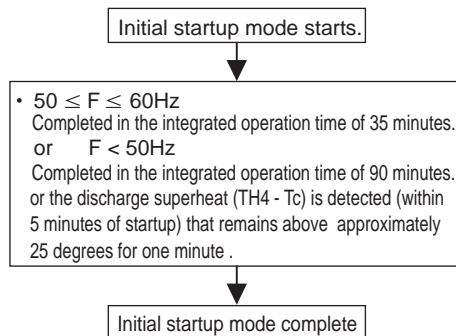 Initial startup mode starts.
• 50 ≤ F ≤ 60Hz
Completed in the integrated operation time of 35 minutes.
or F < 50Hz
Completed in the integrated operation time of 90 minutes.
or the discharge superheat (TH4 - Tc) is detected (within
5 minutes of startup) that remains above approximately
25 degrees for one minute .
Initial startup mode complete